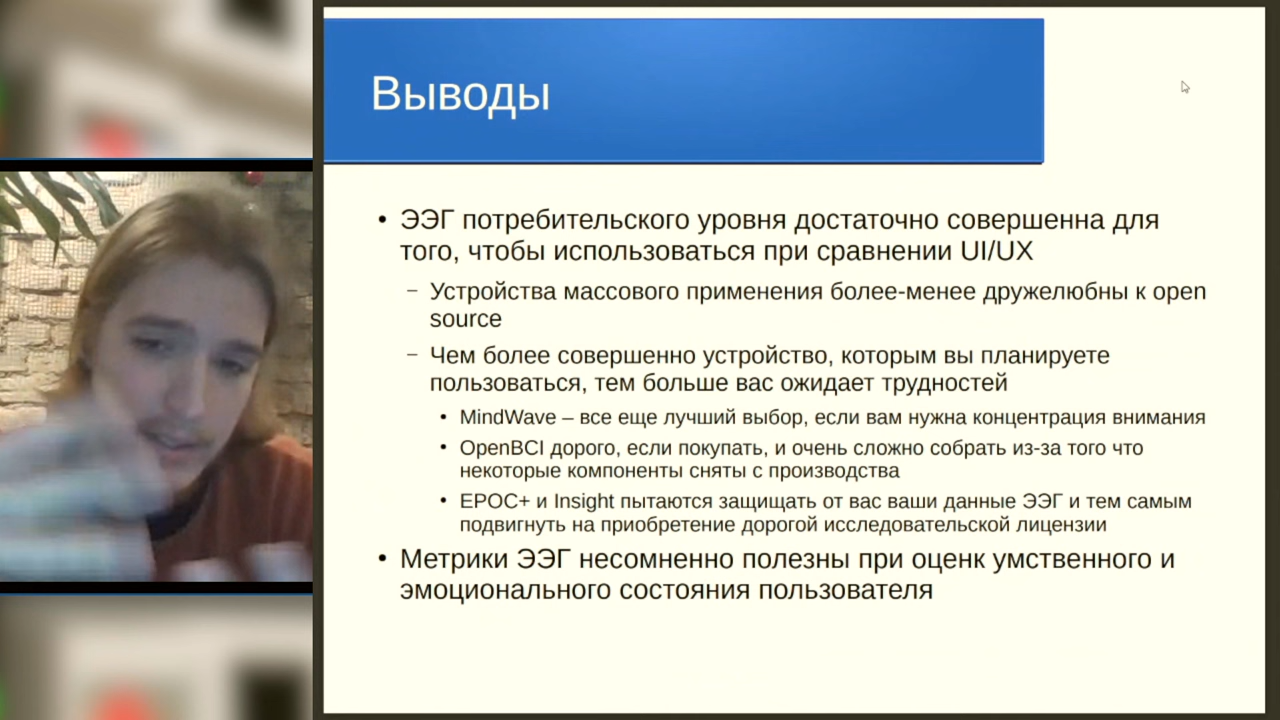 Выводы
• ЭЭГ потребительского уровня достаточно совершенна для
того, чтобы использоваться при сравнении UI/UX
– Устройства массового применения более-менее дружелюбны к open
source
– Чем более совершенно устройство, которым вы планируете
пользоваться, тем больше вас ожидает трудностей
• MindWave – все еще лучший выбор, если вам нужна концентрация внимания
• OpenBCI дорого, если покупать, и очень сложно собрать из-за того что
некоторые компоненты сняты с производства
• EPOC+ и Insight пытаются защищать от вас ваши данные ЭЭГ и тем самым
подвигнуть на приобретение дорогой исследовательской лицензии
• Метрики ЭЭГ несомненно полезны при оценк умственного и
эмоционального состояния пользователя